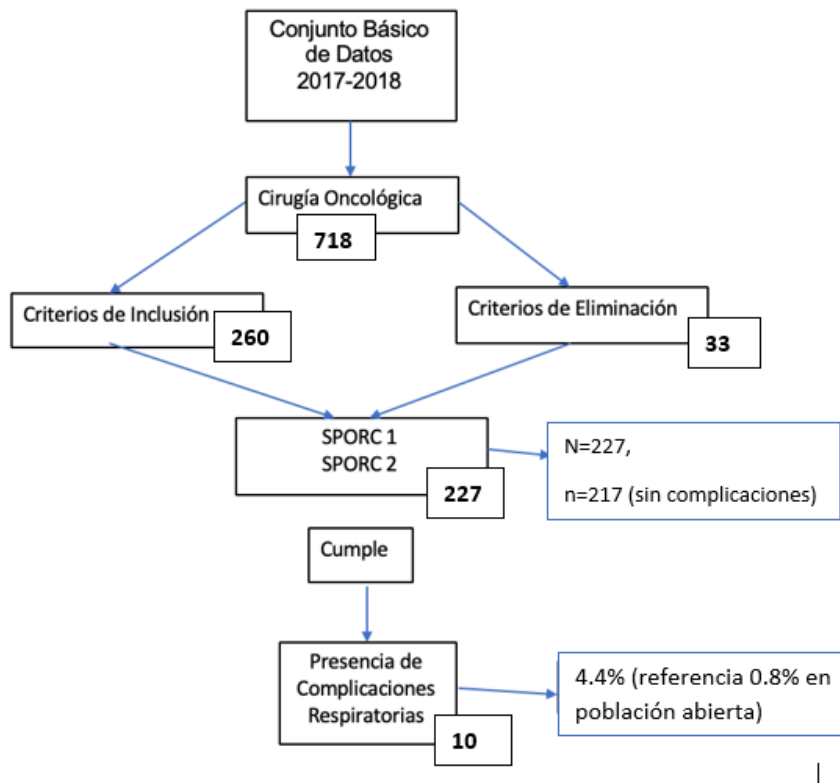 Conjunto Básico
de Datos
2017-2018
Cirugía Oncológica
718
Criterios de Inclusión
260
Criterios de Eliminación
33
SPORC 1
SPORC 2
227
N=227,
n=217 (sin complicaciones)
Cumple
Presencia de
Complicaciones
Respiratorias
10
4.4% (referencia 0.8% en
población abierta)